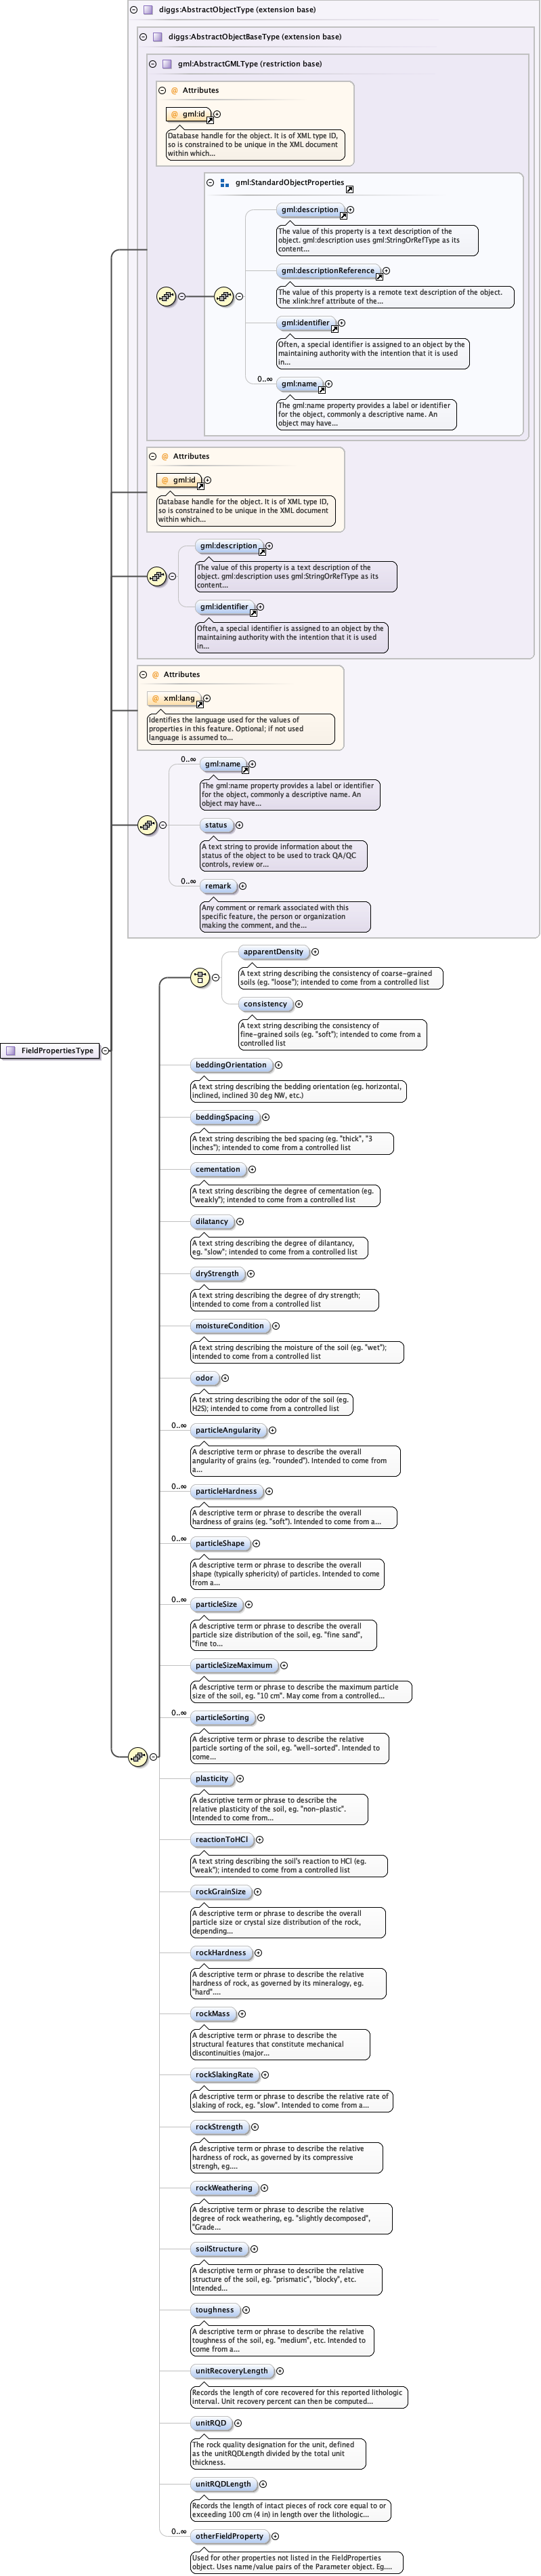 diggs:AbstractObjectType (extension base)
diggs:AbstractObjectBaseType (extension base)
gml:AbstractGMLType (restriction base)
@ Attributes
@ gml:id
Database handle for the object. It is of XML type ID,
so is constrained to be unique in the XML document
within which...
gml:StandardObjectProperties
gml:description
The value of this property is a text description of the
object. gml:description uses gml:StringOrRefType as its
content...
gml:descriptionReference
The value of this property is a remote text description of the object.
The xlink:href attribute of the...
gml:identifier
Often, a special identifier is assigned to an object by the
maintaining authority with the intention that it is used
in...
0..∞
gml:name
The gml:name property provides a label or identifier
for the object, commonly a descriptive name. An
object may have...
@ Attributes
@ gml:id
Database handle for the object. It is of XML type ID,
so is constrained to be unique in the XML document
within which...
gml:description
The value of this property is a text description of the
object. gml:description uses gml:StringOrRefType as its
content...
gml:identifier
Often, a special identifier is assigned to an object by the
maintaining authority with the intention that it is used
in...
@ Attributes
@ xml:lang
Identifies the language used for the values of
properties in this feature. Optional; if not used
language is assumed to...
0..∞
gml:name
The gml:name property provides a label or identifier
for the object, commonly a descriptive name. An
object may have...
status
A text string to provide information about the
status of the object to be used to track QA/QC
controls, review or...
0..∞
remark
Any comment or remark associated with this
specific feature, the person or organization
making the comment, and the...
FieldPropertiesType
apparentDensity
A text string describing the consistency of coarse-grained
soils (eg. "loose"); intended to come from a controlled list
consistency
A text string describing the consistency of
fine-grained soils (eg. "soft"); intended to come from a
controlled list
beddingOrientation
A text string describing the bedding orientation (eg. horizontal,
inclined, inclined 30 deg NW, etc.)
beddingSpacing
A text string describing the bed spacing (eg. "thick", "3
inches"); intended to come from a controlled list
cementation
A text string describing the degree of cementation (eg.
"weakly"); intended to come from a controlled list
dilatancy
A text string describing the degree of dilantancy,
eg. "slow"; intended to come from a controlled list
dryStrength
A text string describing the degree of dry strength;
intended to come from a controlled list
moistureCondition
A text string describing the moisture of the soil (eg. "wet");
intended to come from a controlled list
odor
A text string describing the odor of the soil (eg.
H2S); intended to come from a controlled list
0..∞
particleAngularity
A descriptive term or phrase to describe the overall
angularity of grains (eg. "rounded"). Intended to come from
a...
0..∞
particleHardness
A descriptive term or phrase to describe the overall
hardness of grains (eg. "soft"). Intended to come from a...
0..∞
particleShape
A descriptive term or phrase to describe the overall
shape (typically sphericity) of particles. Intended to come
from a...
0..∞
particleSize
A descriptive term or phrase to describe the overall
particle size distribution of the soil, eg. "fine sand",
"fine to...
particleSizeMaximum
A descriptive term or phrase to describe the maximum particle
size of the soil, eg. "10 cm". May come from a controlled...
0..∞
particleSorting
A descriptive term or phrase to describe the relative
particle sorting of the soil, eg. "well-sorted". Intended to
come...
plasticity
A descriptive term or phrase to describe the
relative plasticity of the soil, eg. "non-plastic".
Intended to come from...
reactionToHCl
A text string describing the soil's reaction to HCl (eg.
"weak"); intended to come from a controlled list
rockGrainSize
A descriptive term or phrase to describe the overall
particle size or crystal size distribution of the rock,
depending...
rockHardness
A descriptive term or phrase to describe the relative
hardness of rock, as governed by its mineralogy, eg.
"hard"....
rockMass
A descriptive term or phrase to describe the
structural features that constitute mechanical
discontinuities (major...
rockSlakingRate
A descriptive term or phrase to describe the relative rate of
slaking of rock, eg. "slow". Intended to come from a...
rockStrength
A descriptive term or phrase to describe the relative
hardness of rock, as governed by its compressive
strengh, eg....
rockWeathering
A descriptive term or phrase to describe the relative
degree of rock weathering, eg. "slightly decomposed",
"Grade...
soilStructure
A descriptive term or phrase to describe the relative
structure of the soil, eg. "prismatic", "blocky", etc.
Intended...
toughness
A descriptive term or phrase to describe the relative
toughness of the soil, eg. "medium", etc. Intended to
come from a...
unitRecoveryLength
Records the length of core recovered for this reported lithologic
interval. Unit recovery percent can then be computed...
unitRQD
The rock quality designation for the unit, defined
as the unitRQDLength divided by the total unit
thickness.
unitRQDLength
Records the length of intact pieces of rock core equal to or
exceeding 100 cm (4 in) in length over the lithologic...
0..∞
otherFieldProperty
Used for other properties not listed in the FieldProperties
object. Uses name/value pairs of the Parameter object. Eg....